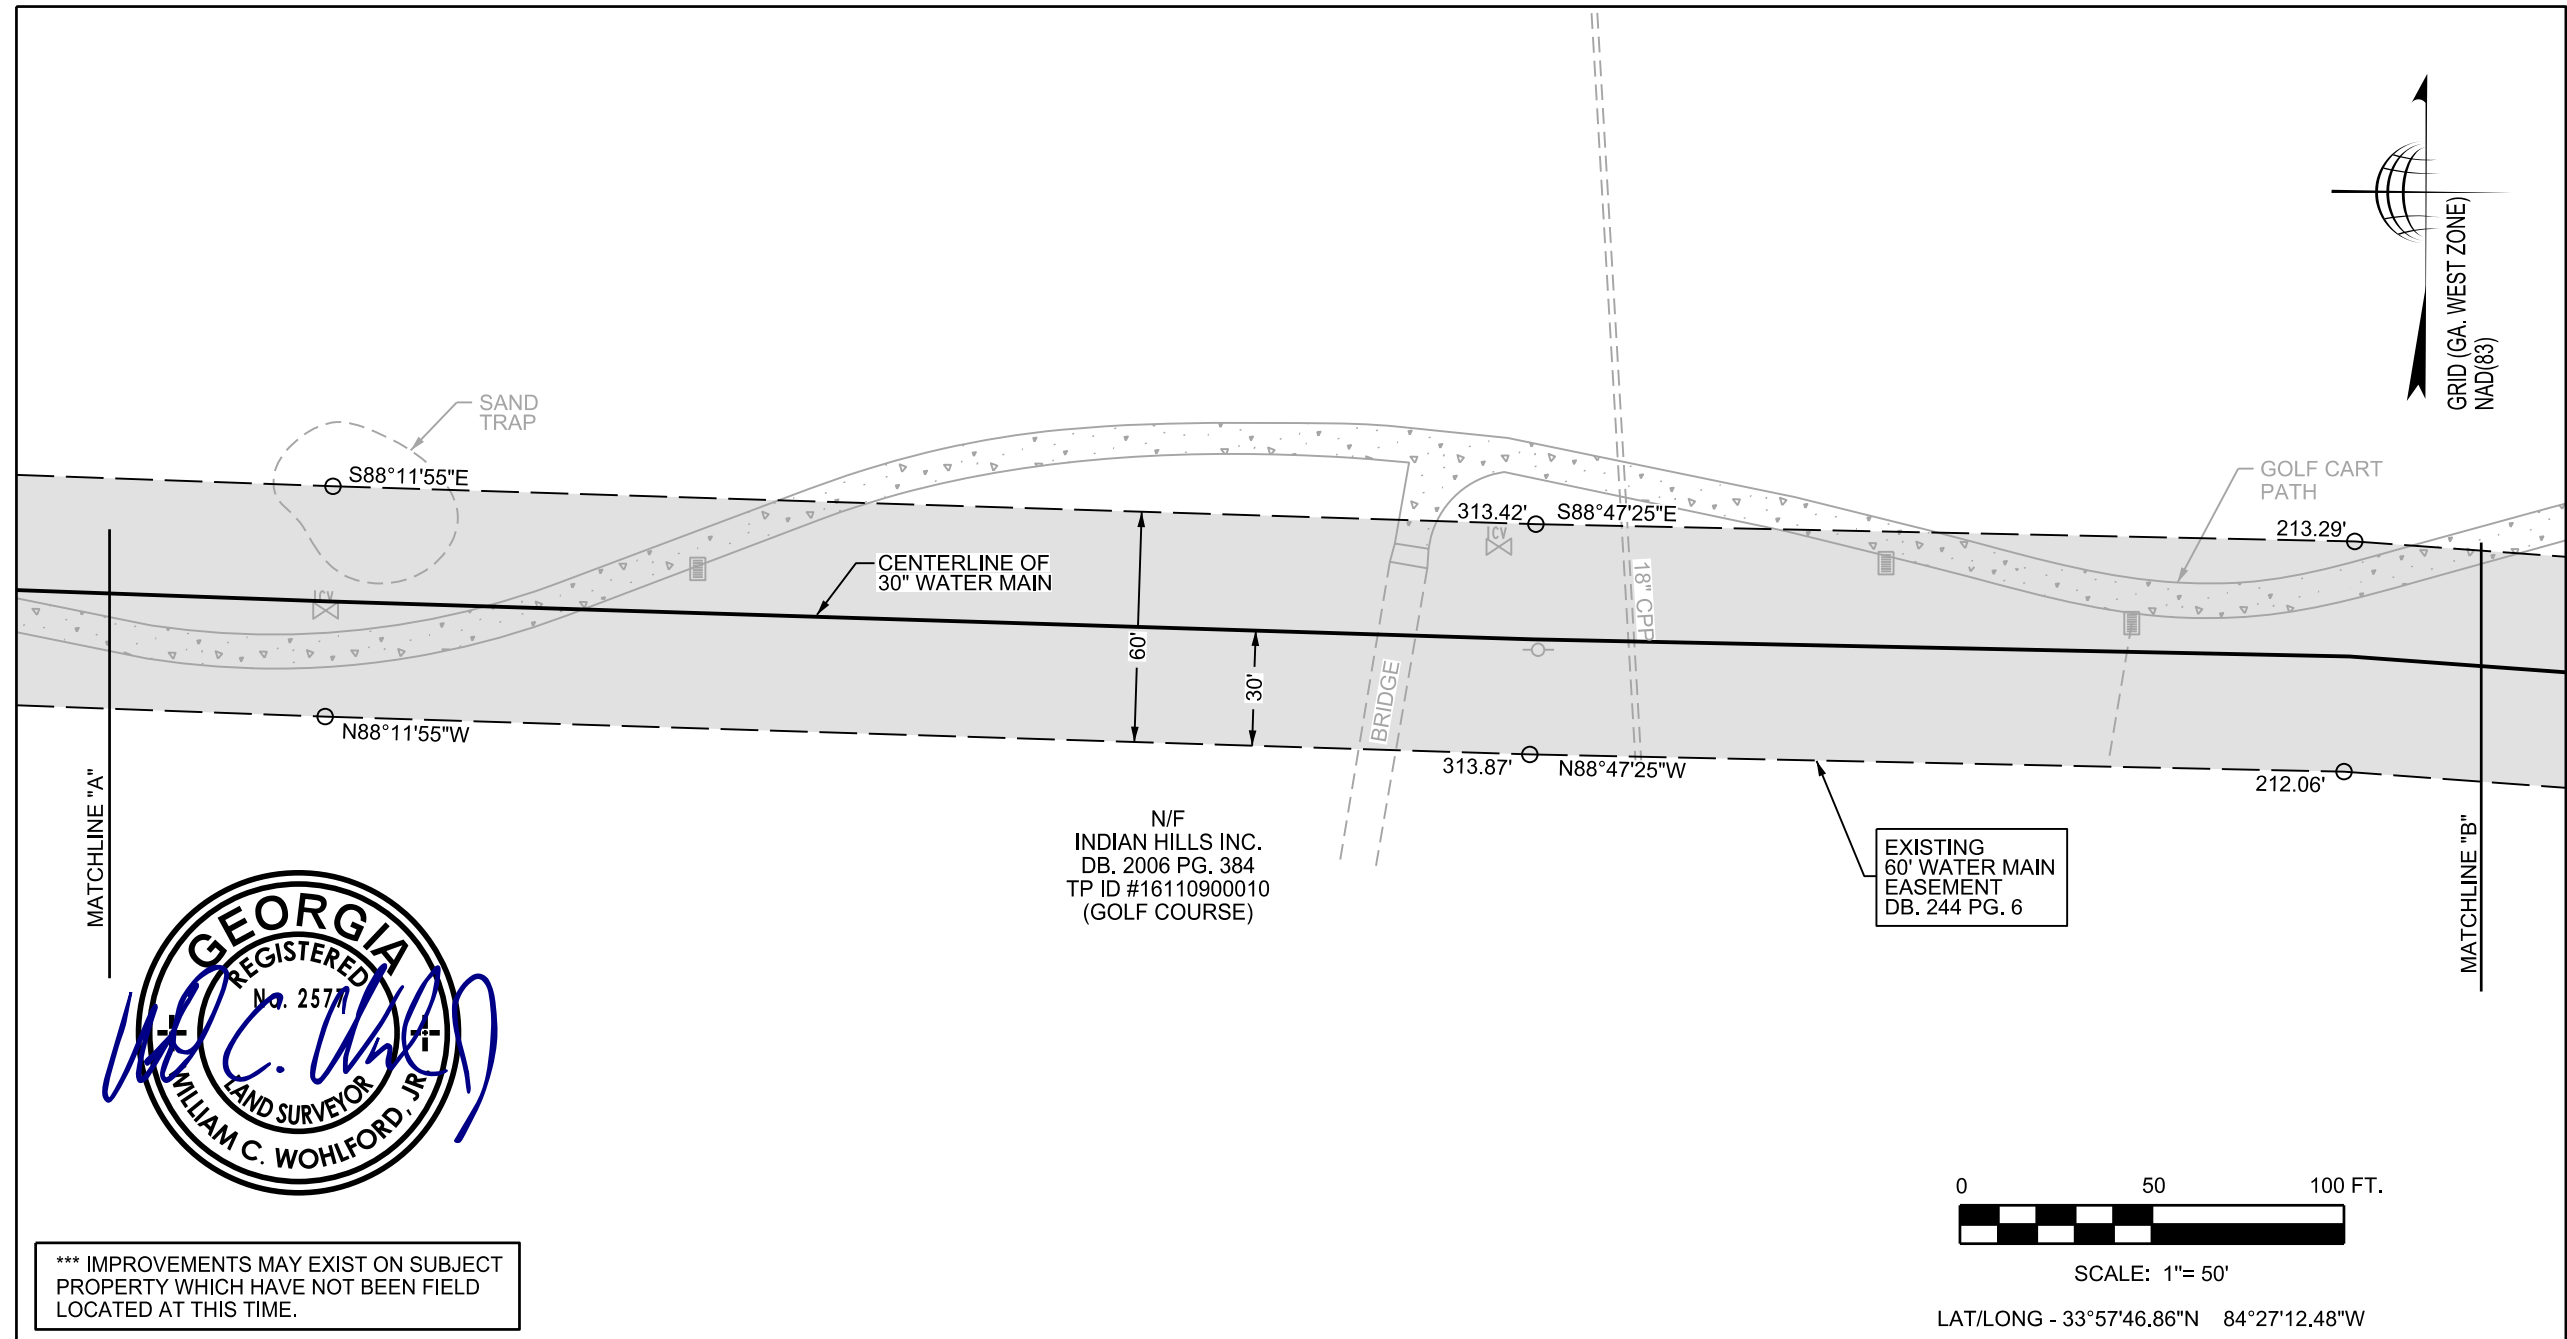 GRID (GA. WEST ZONE)
NAD(83)
SAND
TRAP
S88°11'55"E
GOLF CART
PATH
313.42'
S88°47'25"E
213.29'
ICV
ICV
CENTERLINE OF
30" WATER MAIN
18" CPP
60'
30'
BRIDGE
N88°11'55"W
313.87'
N88°47'25"W
212.06'
MATCHLINE "A"
MATCHLINE "B"
N/F
INDIAN HILLS INC.
DB. 2006 PG. 384
TP ID #16110900010
(GOLF COURSE)
EXISTING
60' WATER MAIN
EASEMENT
DB. 244 PG. 6
GEORGIA
REGISTERED
No. 2577
LAND SURVEYOR
WILLIAM C. WOHLFORD, JR.
0 50 100 FT.
SCALE: 1"= 50'
LAT/LONG - 33°57'46.86"N 84°27'12.48"W
*** IMPROVEMENTS MAY EXIST ON SUBJECT
PROPERTY WHICH HAVE NOT BEEN FIELD
LOCATED AT THIS TIME.